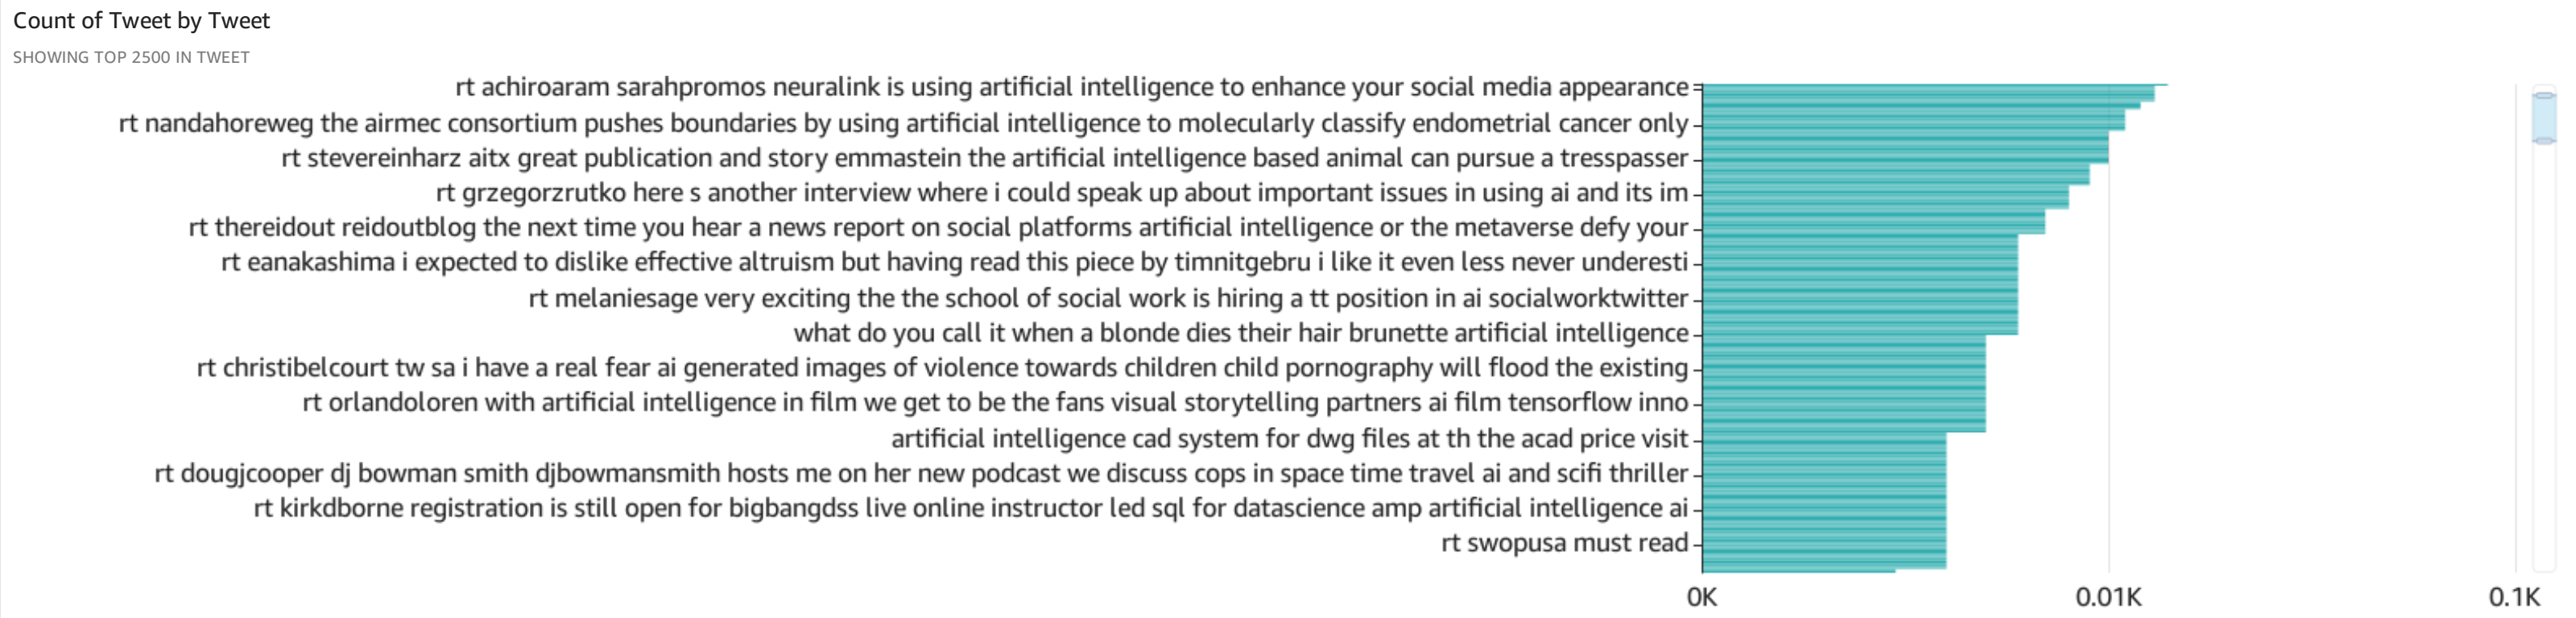 Count of Tweet by Tweet
SHOWING TOP 2500 IN TWEET
rt achiroaram sarahpromos neuralink is using artificial intelligence to enhance your social media appearance
rt nandahoreweg the airmec consortium pushes boundaries by using artificial intelligence to molecularly classify endometrial cancer only
rt stevereinharz aitx great publication and story emmastein the artificial intelligence based animal can pursue a tresspasser
rt grzegorzrutko here s another interview where i could speak up about important issues in using ai and its im
rt thereidout reidoutblog the next time you hear a news report on social platforms artificial intelligence or the metaverse defy your
rt eanakashima i expected to dislike effective altruism but having read this piece by timnitgebru i like it even less never underesti
rt melaniesage very exciting the the school of social work is hiring a tt position in ai socialworktwitter
what do you call it when a blonde dies their hair brunette artificial intelligence
rt christibelcourt tw sa i have a real fear ai generated images of violence towards children child pornography will flood the existing
rt orlandoloren with artificial intelligence in film we get to be the fans visual storytelling partners ai film tensorflow inno
artificial intelligence cad system for dwg files at th the acad price visit
rt dougjcooper dj bowman smith djbowmansmith hosts me on her new podcast we discuss cops in space time travel ai and scifi thriller
rt kirkdborne registration is still open for bigbangdss live online instructor led sql for datascience amp artificial intelligence ai
rt swopusa must read
0K 0.01K 0.1K